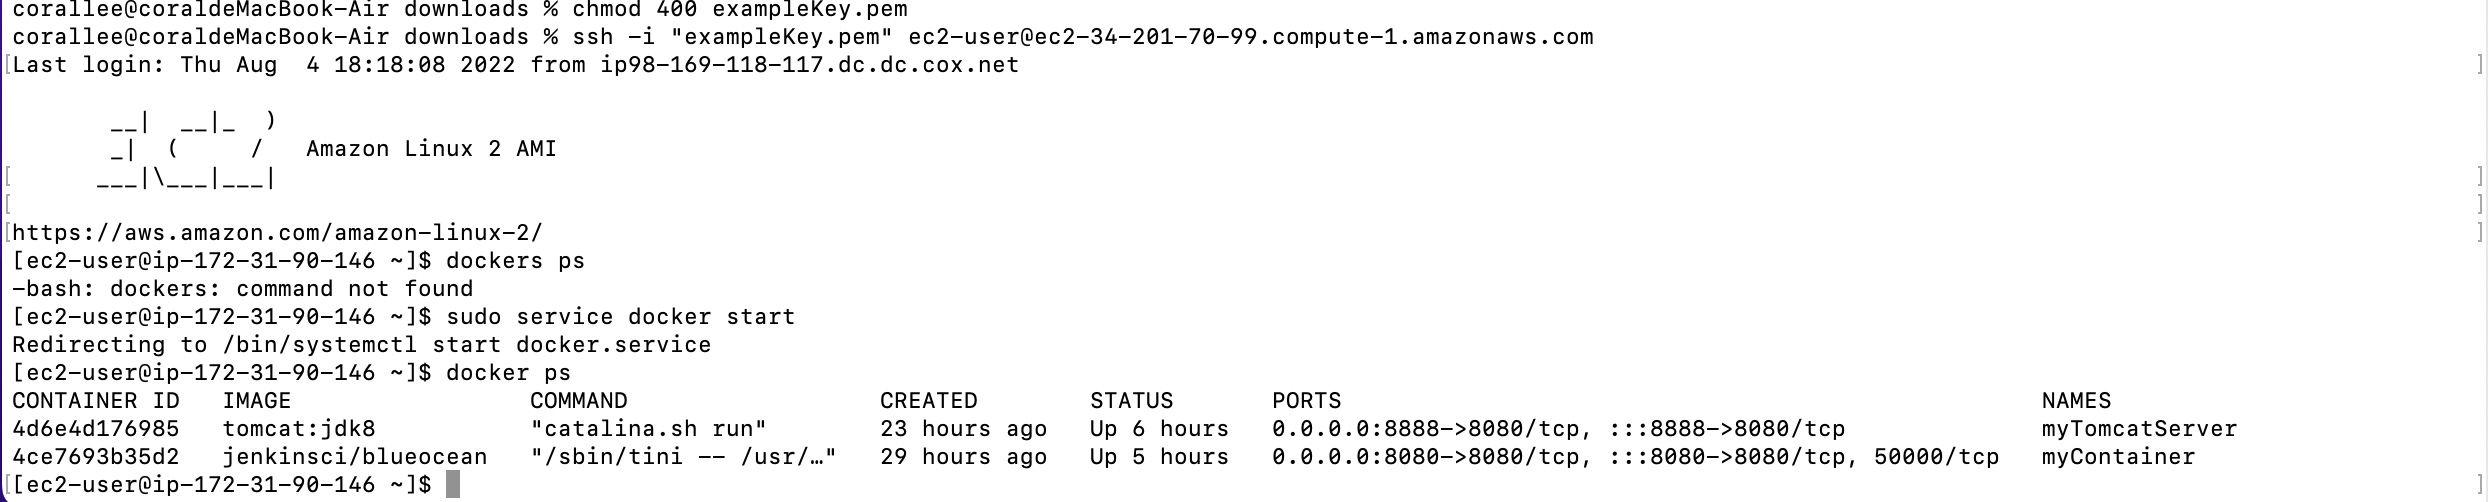 corallee@coraldeMacBook-Air downloads % chmod 400 exampleKey.pem
corallee@coraldeMacBook-Air downloads % ssh -i "exampleKey.pem" ec2-user@ec2-34-201-70-99.compute-1.amazonaws.com
[Last login: Thu Aug  4 18:18:08 2022 from ip98-169-118-117.dc.dc.cox.net ]

       __|  __|_  )
       _|  (     /   Amazon Linux 2 AMI
[     ___|\___|___| ]
[ ]
[https://aws.amazon.com/amazon-linux-2/ ]
[ec2-user@ip-172-31-90-146 ~]$ dockers ps
-bash: dockers: command not found
[ec2-user@ip-172-31-90-146 ~]$ sudo service docker start
Redirecting to /bin/systemctl start docker.service
[ec2-user@ip-172-31-90-146 ~]$ docker ps
CONTAINER ID   IMAGE                 COMMAND                  CREATED        STATUS       PORTS                                                  NAMES
4d6e4d176985   tomcat:jdk8           "catalina.sh run"        23 hours ago   Up 6 hours   0.0.0.0:8888->8080/tcp, :::8888->8080/tcp              myTomcatServer
4ce7693b35d2   jenkinsci/blueocean   "/sbin/tini -- /usr/…"   29 hours ago   Up 5 hours   0.0.0.0:8080->8080/tcp, :::8080->8080/tcp, 50000/tcp   myContainer
[[ec2-user@ip-172-31-90-146 ~]$ ]